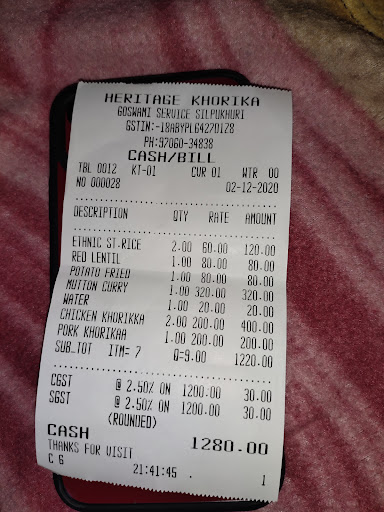 HERITAGE KHORIKA
GOSWAMI SERVICE SILPUKHURI
GSTIN:-18ABYPLG42701Z8
PH:97060-34838
CASH/BILL
TBL 0012 KT-01 CVR 01 WTR 00
NO 000028 02-12-2020
DESCRIPTION QTY RATE AMOUNT
ETHNIC ST.RICE 2.00 60.00 120.00
RED LENTIL 1.00 80.00 80.00
POTATO FRIED 1.00 80.00 80.00
MUTTON CURRY 1.00 320.00 320.00
WATER 1.00 20.00 20.00
CHICKEN KHORIKKA 2.00 200.00 400.00
PORK KHORIKAA 1.00 200.00 200.00
SUB_TOT ITM= 7 Q=9.00 1220.00
CGST @ 2.50% ON 1200.00 30.00
SGST @ 2.50% ON 1200.00 30.00
(ROUNDED)
CASH 1280.00
THANKS FOR VISIT
C 6 21:41:45 . 1